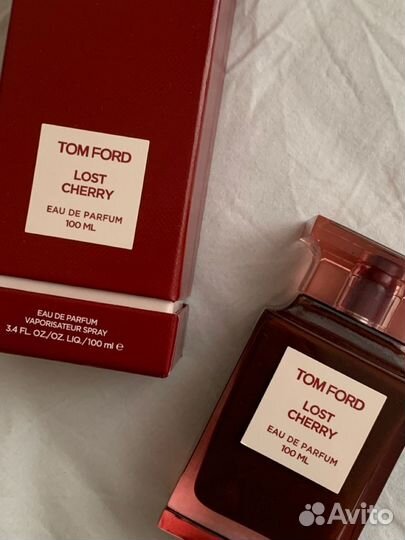 TOM FORD
LOST
CHERRY
EAU DE PARFUM
100 ML
EAU DE PARFUM
VAPORISATEUR SPRAY
3.4 FL. OZ./OZ. LIQ./100 ml ℮
TOM FORD
LOST
CHERRY
EAU DE PARFUM
100 ML
Avito